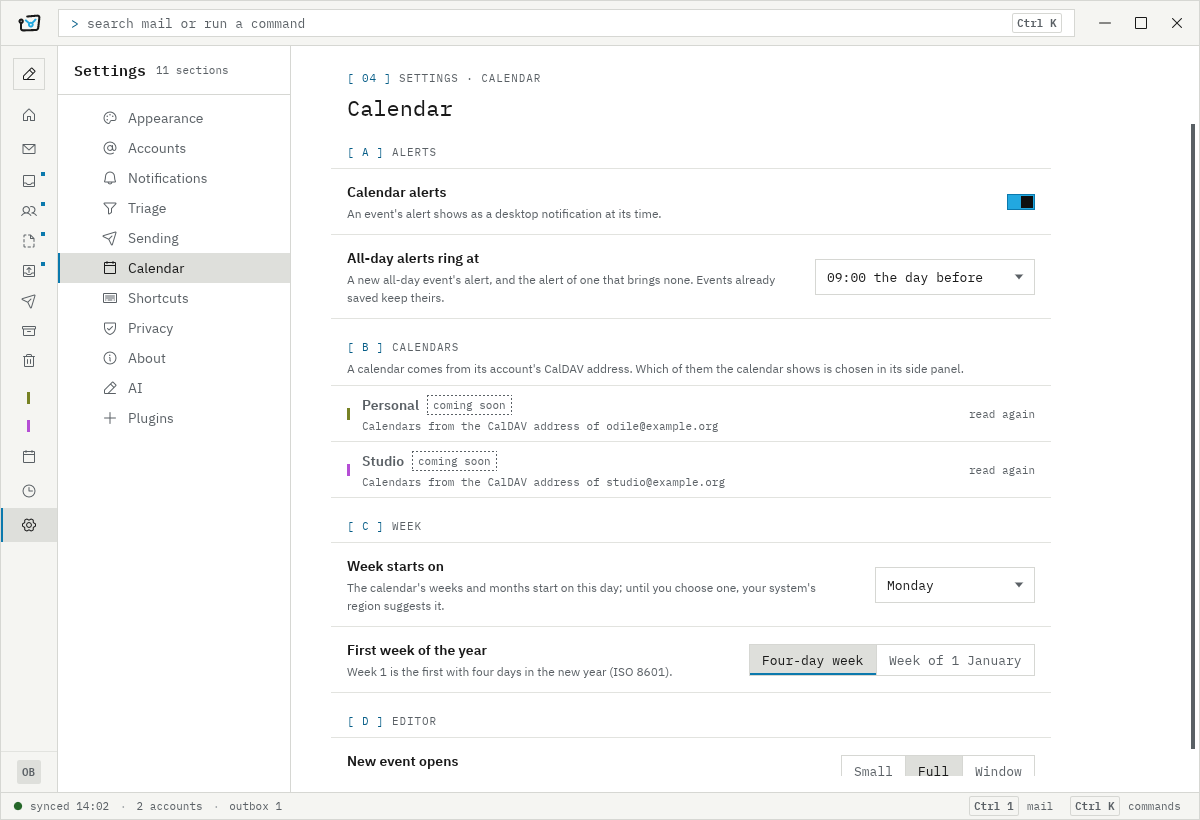 > search mail or run a command
Ctrl K
Settings 11 sections
Appearance
Accounts
Notifications
Triage
Sending
Calendar
Shortcuts
Privacy
About
AI
Plugins
OB
[ 04 ] SETTINGS · CALENDAR
Calendar
[ A ] ALERTS
Calendar alerts
An event's alert shows as a desktop notification at its time.
All-day alerts ring at
A new all-day event's alert, and the alert of one that brings none. Events already
saved keep theirs.
09:00 the day before
[ B ] CALENDARS
A calendar comes from its account's CalDAV address. Which of them the calendar shows is chosen in its side panel.
Personal coming soon
Calendars from the CalDAV address of odile@example.org
read again
Studio coming soon
Calendars from the CalDAV address of studio@example.org
read again
[ C ] WEEK
Week starts on
The calendar's weeks and months start on this day; until you choose one, your system's
region suggests it.
Monday
First week of the year
Week 1 is the first with four days in the new year (ISO 8601).
Four-day week Week of 1 January
[ D ] EDITOR
New event opens
Small Full Window
synced 14:02 · 2 accounts · outbox 1
Ctrl 1 mail Ctrl K commands